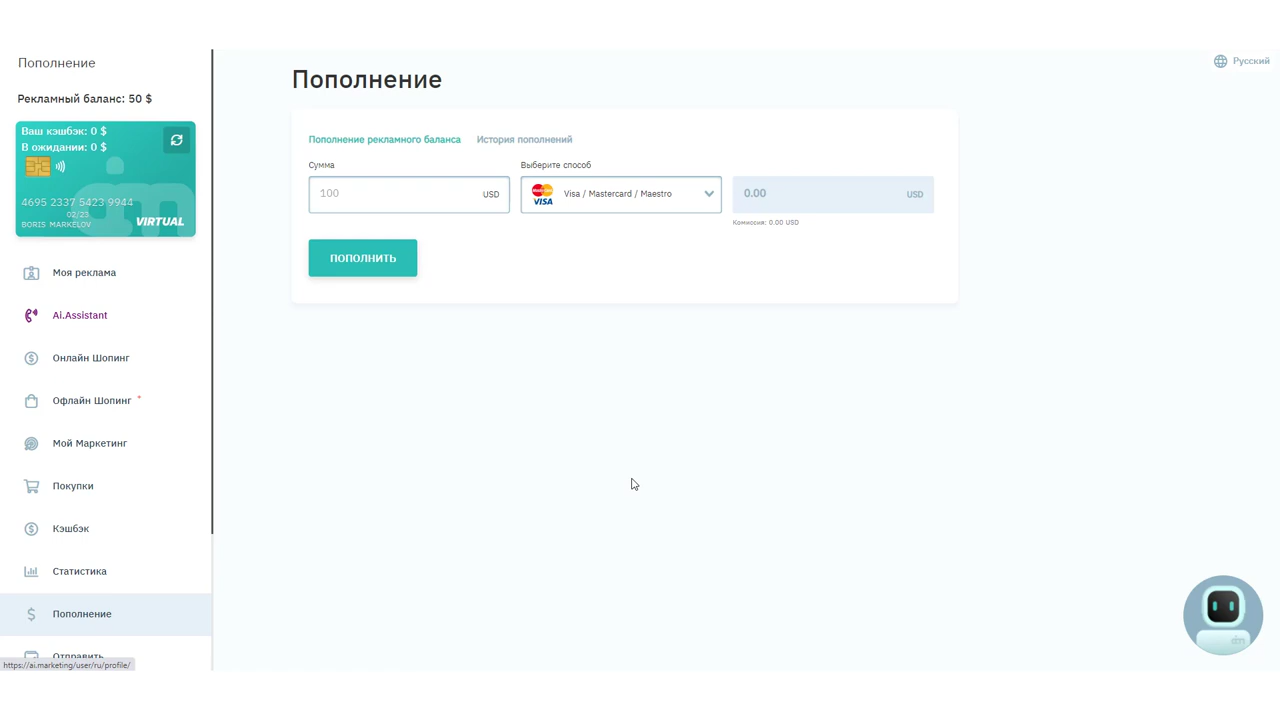 Пополнение
Рекламный баланс: 50 $
Ваш кэшбек: 0 $
В ожидании: 0 $
4695 2337 5423 9944
02/23
BORIS MARKELOV
VIRTUAL
Моя реклама
Ai.Assistant
Онлайн Шопинг
Офлайн Шопинг *
Мой Маркетинг
Покупки
Кэшбэк
Статистика
Пополнение
Отправить
https://ai.marketing/user/ru/profile/
Русский
Пополнение
Пополнение рекламного баланса История пополнений
Сумма Выберите способ
100 USD VISA Visa / Mastercard / Maestro 0.00 USD
Комиссия: 0.00 USD
ПОПОЛНИТЬ